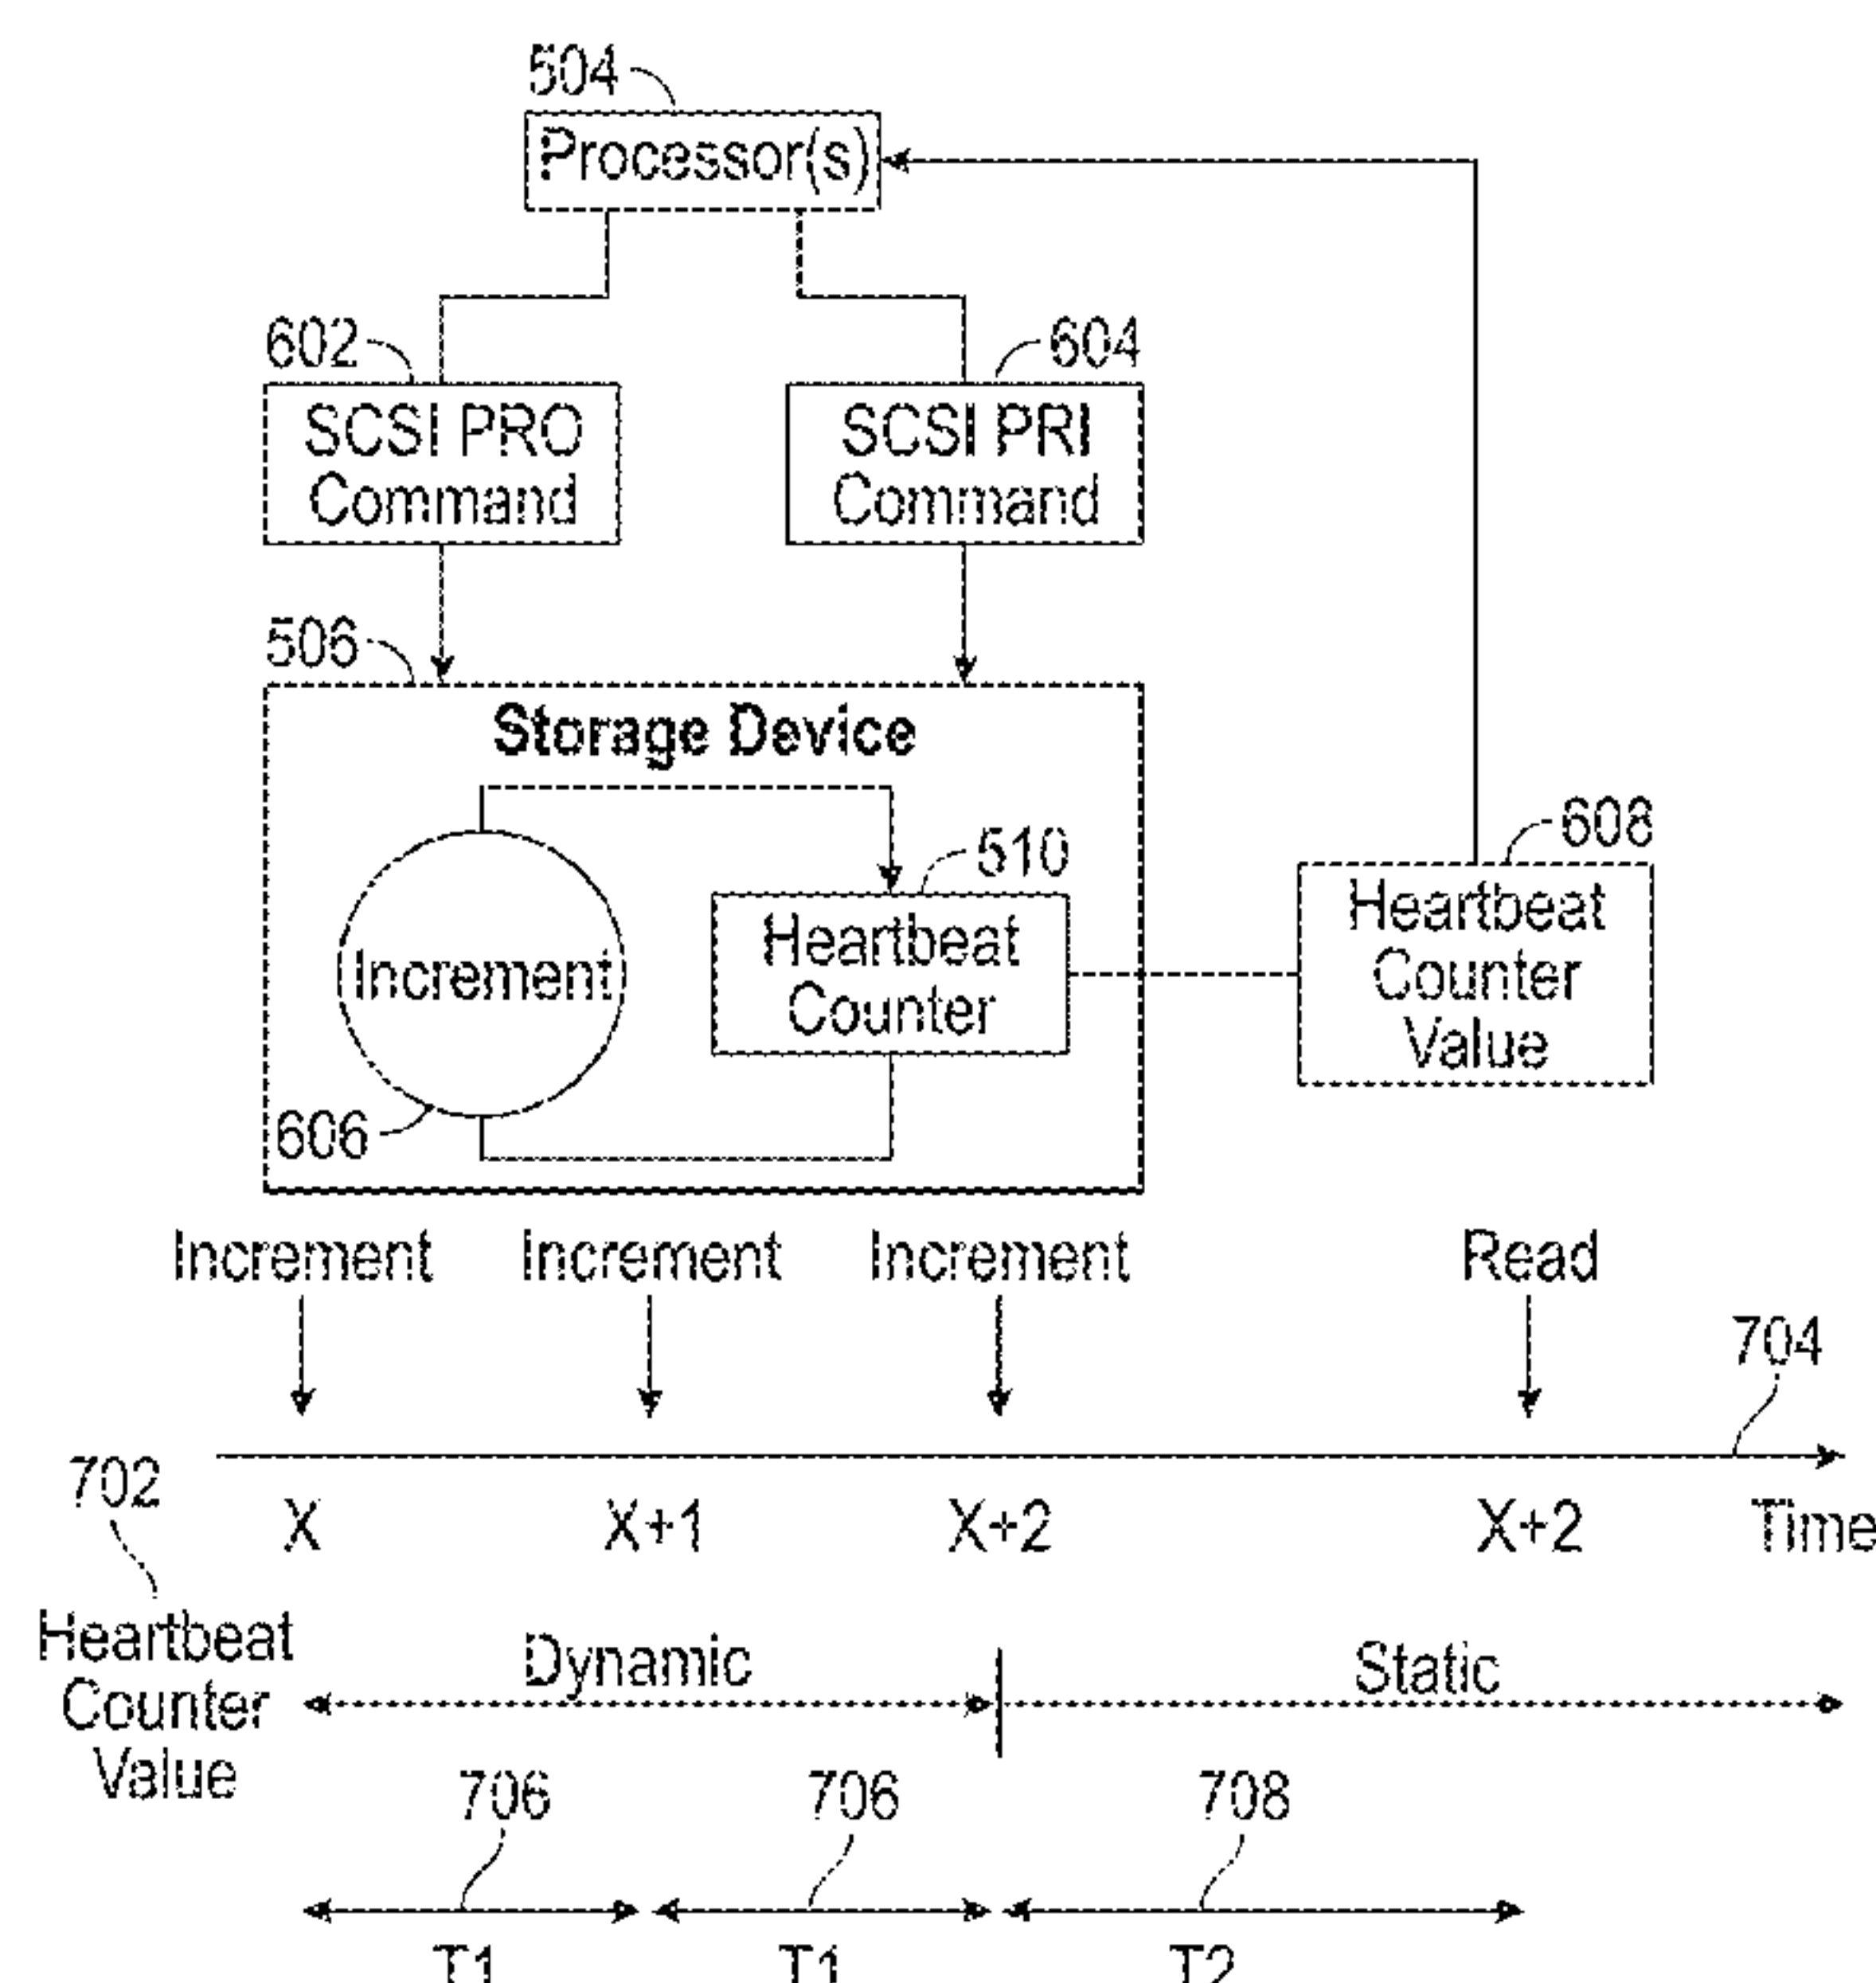 504
Processor(s)
602
604
SCSI PRO
Command
SCSI PRI
Command
506
Storage Device
510
608
Increment
Heartbeat
Counter
Heartbeat
Counter
Value
606
Increment Increment Increment Read
704
702
X X+1 X+2 X+2 Time
Heartbeat
Counter
Value
Dynamic Static
706 706 708
T1 T1 T2